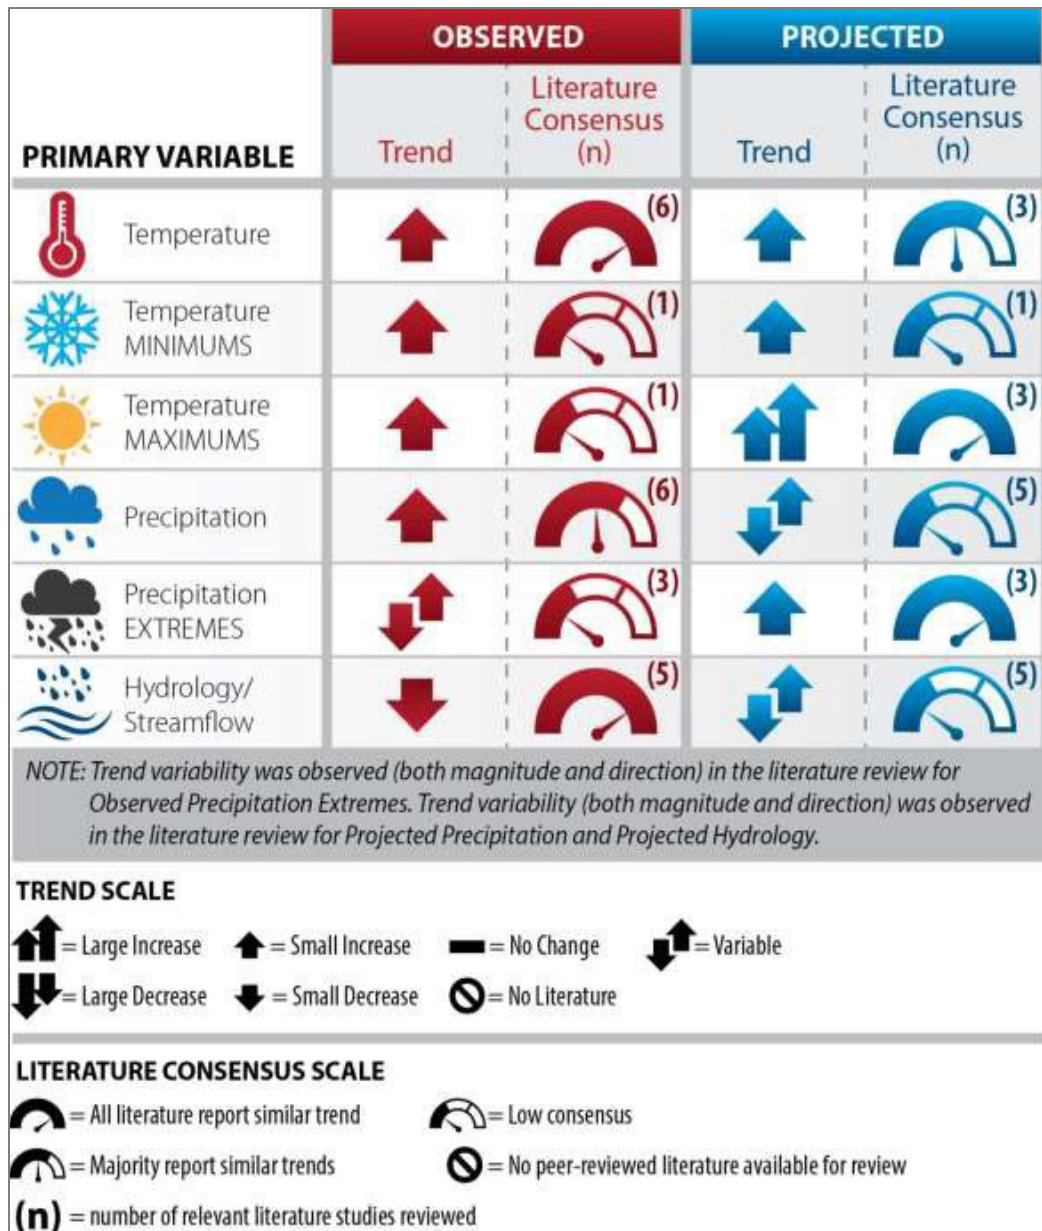 OBSERVED PROJECTED
Literature Literature
Consensus Consensus
PRIMARY VARIABLE Trend (n) Trend (n)
Temperature (6) (3)
Temperature
MINIMUMS (1) (1)
Temperature
MAXIMUMS (1) (3)
Precipitation (6) (5)
Precipitation
EXTREMES (3) (3)
Hydrology/
Streamflow (5) (5)
NOTE: Trend variability was observed (both magnitude and direction) in the literature review for
Observed Precipitation Extremes. Trend variability (both magnitude and direction) was observed
in the literature review for Projected Precipitation and Projected Hydrology.
TREND SCALE
= Large Increase = Small Increase = No Change = Variable
= Large Decrease = Small Decrease = No Literature
LITERATURE CONSENSUS SCALE
= All literature report similar trend = Low consensus
= Majority report similar trends = No peer-reviewed literature available for review
(n) = number of relevant literature studies reviewed